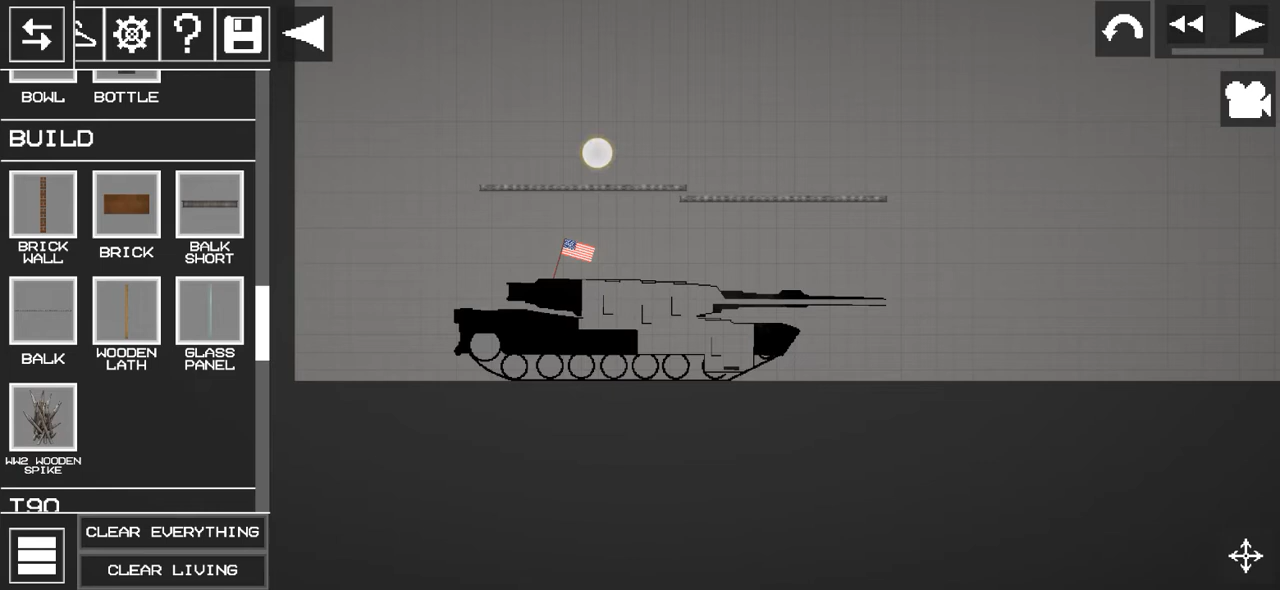 BOWL
BOTTLE
BUILD
BRICK
WALL
BRICK
BALK
SHORT
BALK
WOODEN
LATH
GLASS
PANEL
WW2 WOODEN
SPIKE
T90
CLEAR EVERYTHING
CLEAR LIVING